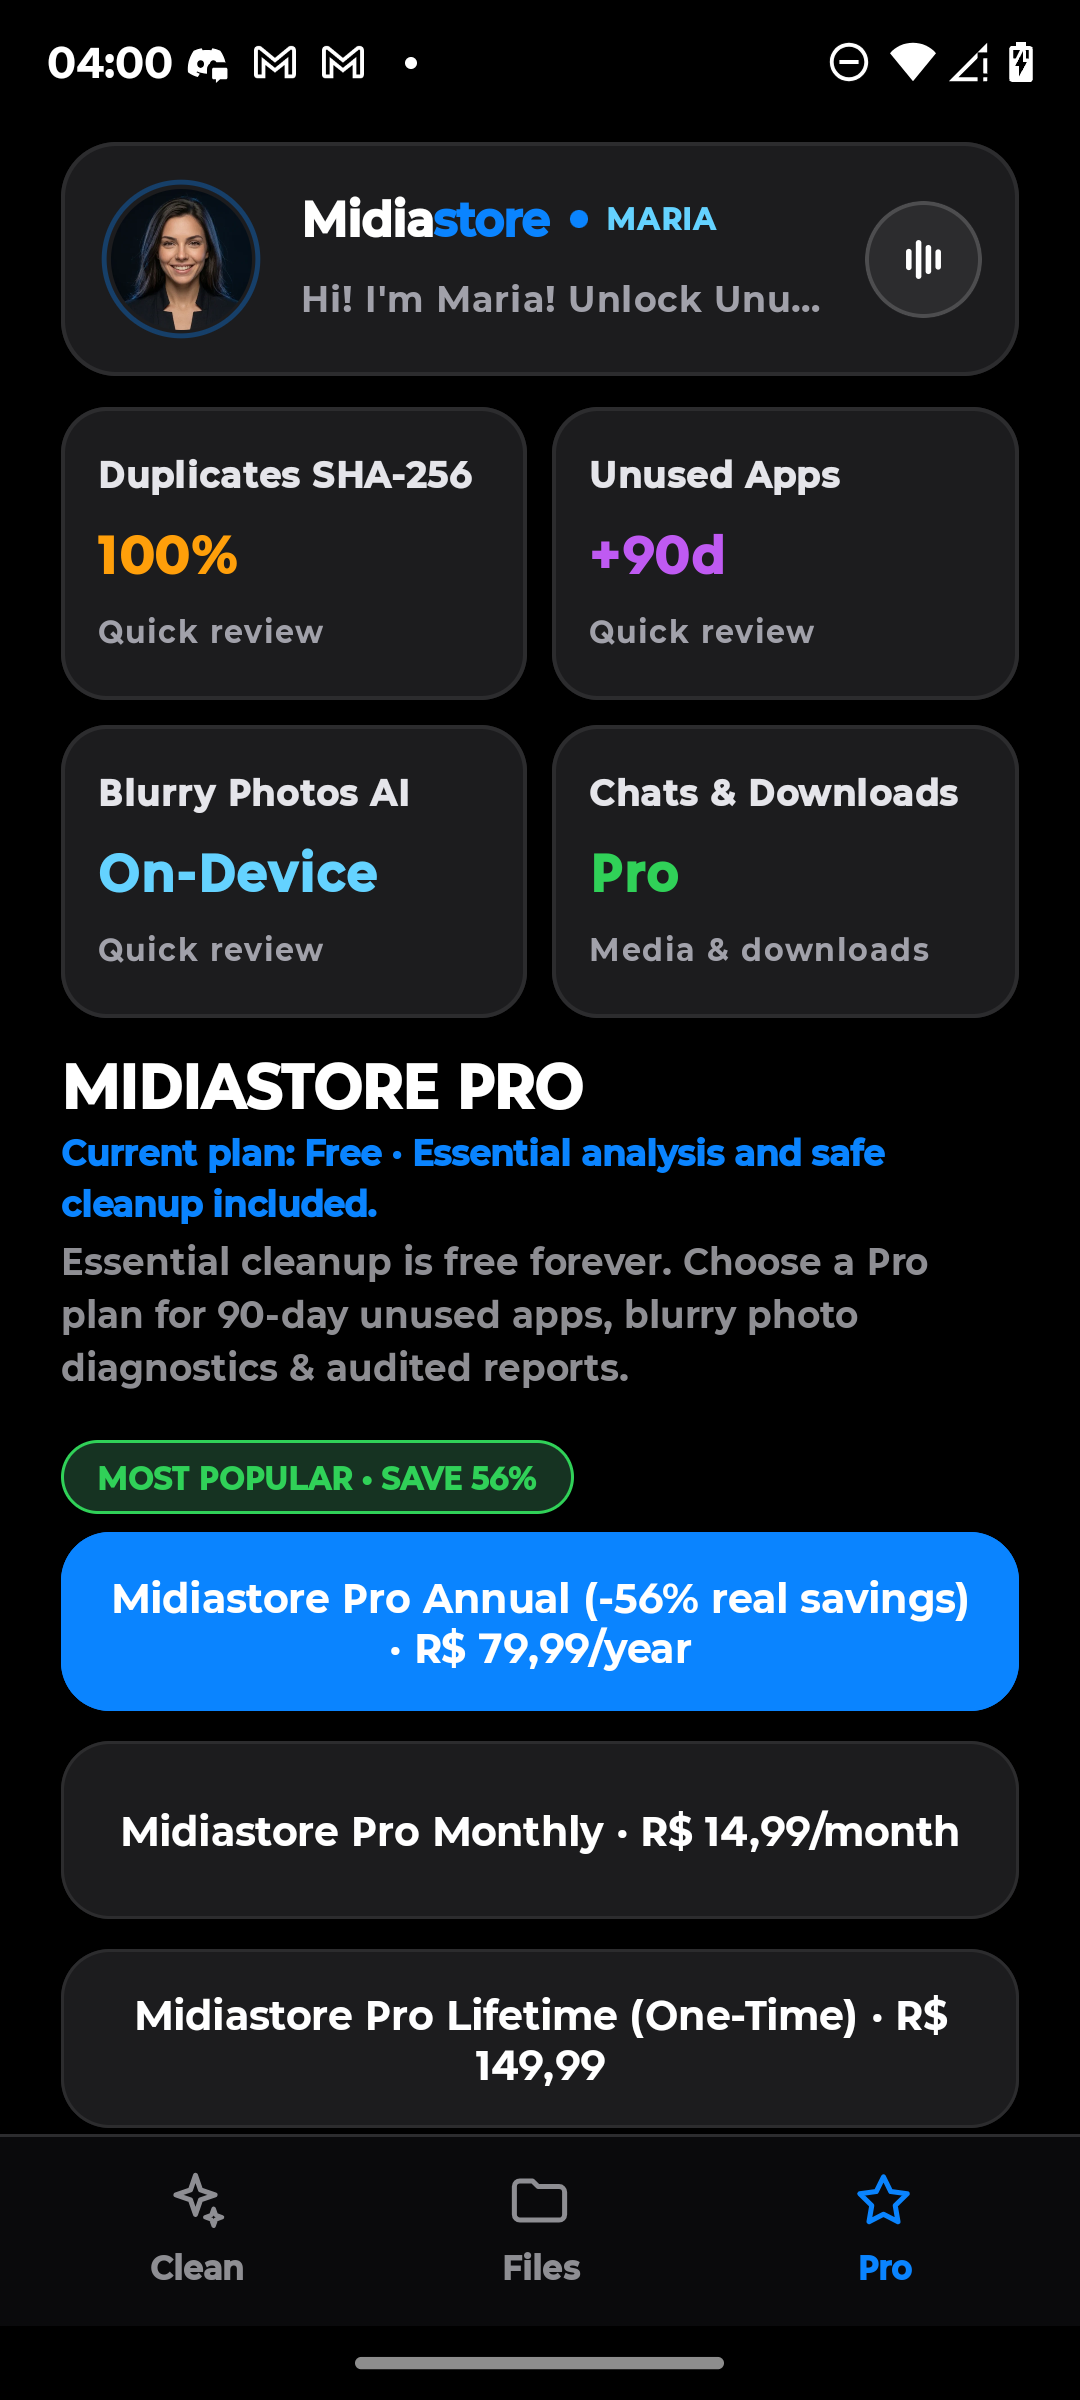 04:00
Midiastore • MARIA
Hi! I'm Maria! Unlock Unu...
Duplicates SHA-256
100%
Quick review
Unused Apps
+90d
Quick review
Blurry Photos AI
On-Device
Quick review
Chats & Downloads
Pro
Media & downloads
MIDIASTORE PRO
Current plan: Free · Essential analysis and safe
cleanup included.
Essential cleanup is free forever. Choose a Pro
plan for 90-day unused apps, blurry photo
diagnostics & audited reports.
MOST POPULAR • SAVE 56%
Midiastore Pro Annual (-56% real savings)
· R$ 79,99/year
Midiastore Pro Monthly · R$ 14,99/month
Midiastore Pro Lifetime (One-Time) · R$
149,99
Clean
Files
Pro